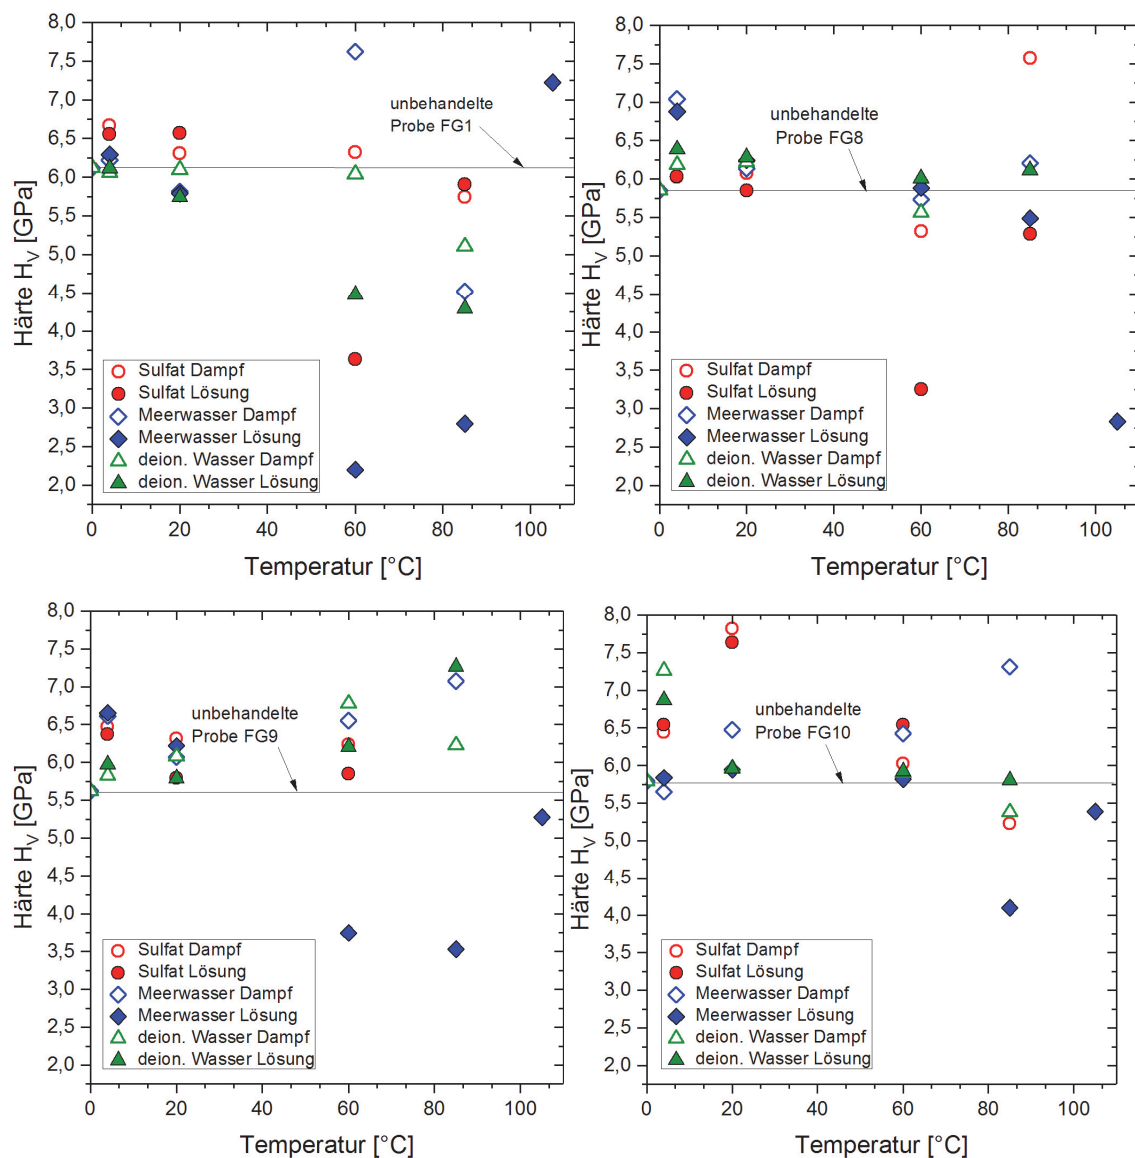 8,0
7,5
7,0
6,5
6,0
5,5
5,0
4,5
4,0
3,5
3,0
2,5
2,0
Härte H_V [GPa]
unbehandelte
Probe FG1
Sulfat Dampf
Sulfat Lösung
Meerwasser Dampf
Meerwasser Lösung
deion. Wasser Dampf
deion. Wasser Lösung
0 20 40 60 80 100
Temperatur [°C]
8,0
7,5
7,0
6,5
6,0
5,5
5,0
4,5
4,0
3,5
3,0
2,5
2,0
Härte H_V [GPa]
unbehandelte
Probe FG8
Sulfat Dampf
Sulfat Lösung
Meerwasser Dampf
Meerwasser Lösung
deion. Wasser Dampf
deion. Wasser Lösung
0 20 40 60 80 100
Temperatur [°C]
8,0
7,5
7,0
6,5
6,0
5,5
5,0
4,5
4,0
3,5
3,0
2,5
2,0
Härte H_V [GPa]
unbehandelte
Probe FG9
Sulfat Dampf
Sulfat Lösung
Meerwasser Dampf
Meerwasser Lösung
deion. Wasser Dampf
deion. Wasser Lösung
0 20 40 60 80 100
Temperatur [°C]
8,0
7,5
7,0
6,5
6,0
5,5
5,0
4,5
4,0
3,5
3,0
2,5
2,0
Härte H_V [GPa]
unbehandelte
Probe FG10
Sulfat Dampf
Sulfat Lösung
Meerwasser Dampf
Meerwasser Lösung
deion. Wasser Dampf
deion. Wasser Lösung
0 20 40 60 80 100
Temperatur [°C]